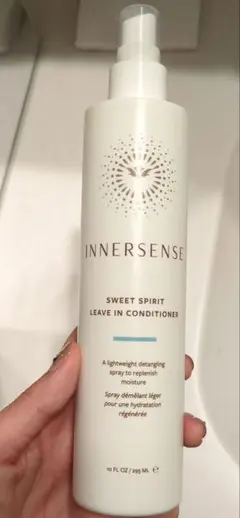 INNERSENSE
SWEET SPIRIT
LEAVE IN CONDITIONER
A lightweight detangling
spray to replenish
moisture
Spray démêlant léger
pour une hydratation
régénérée
10 FL OZ / 295 ML ℮